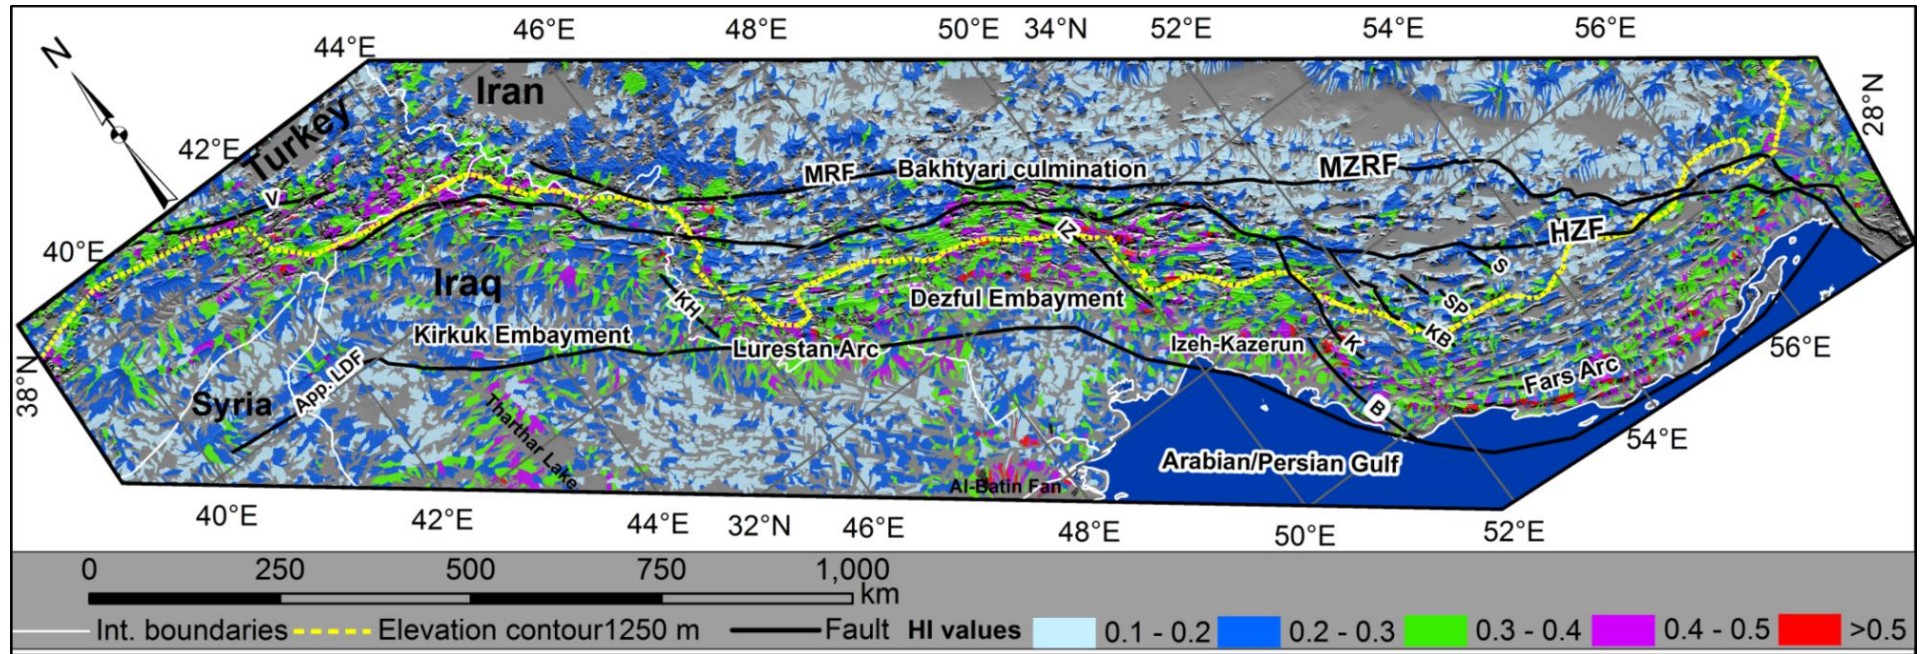 46°E 48°E 50°E 34°N 52°E 54°E 56°E
44°E
N
Iran
28°N
Turkey
42°E
MRF Bakhtyari culmination MZRF
V
40°E
IZ HZF
S
Iraq
KH Dezful Embayment SP
Kirkuk Embayment KB
Lurestan Arc Izeh-Kazerun K 56°E
38°N
App. LDF
Fars Arc
Syria
B
Tharthar Lake
54°E
Arabian/Persian Gulf
Al-Batin Fan
40°E 42°E 44°E 32°N 46°E 48°E 50°E 52°E
0 250 500 750 1,000
km
Int. boundaries Elevation contour1250 m Fault HI values 0.1 - 0.2 0.2 - 0.3 0.3 - 0.4 0.4 - 0.5 >0.5